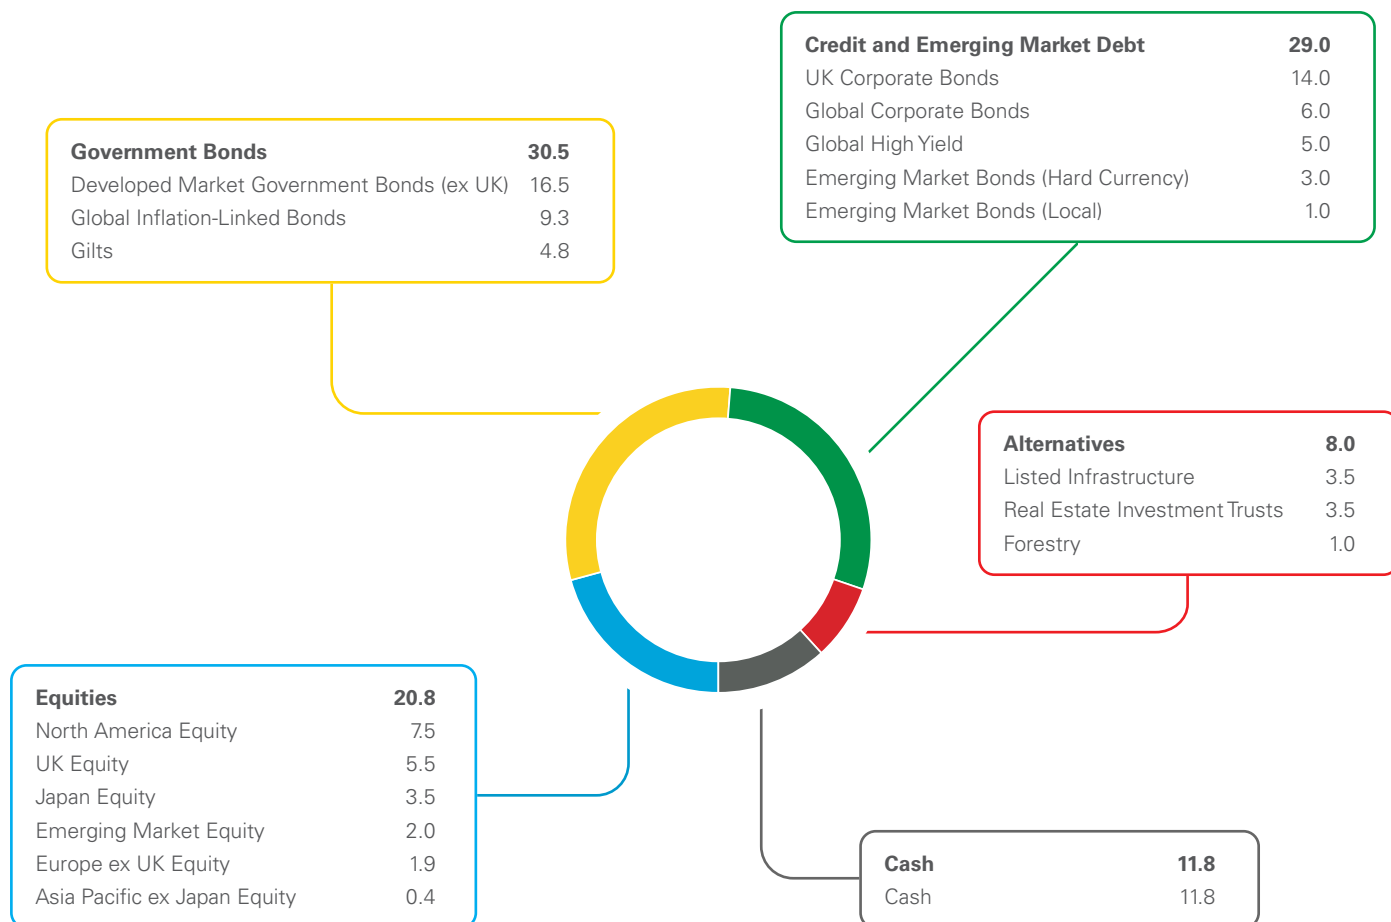 Credit and Emerging Market Debt 29.0
UK Corporate Bonds 14.0
Global Corporate Bonds 6.0
Global High Yield 5.0
Emerging Market Bonds (Hard Currency) 3.0
Emerging Market Bonds (Local) 1.0
Government Bonds 30.5
Developed Market Government Bonds (ex UK) 16.5
Global Inflation-Linked Bonds 9.3
Gilts 4.8
Alternatives 8.0
Listed Infrastructure 3.5
Real Estate Investment Trusts 3.5
Forestry 1.0
Equities 20.8
North America Equity 7.5
UK Equity 5.5
Japan Equity 3.5
Emerging Market Equity 2.0
Europe ex UK Equity 1.9
Asia Pacific ex Japan Equity 0.4
Cash 11.8
Cash 11.8